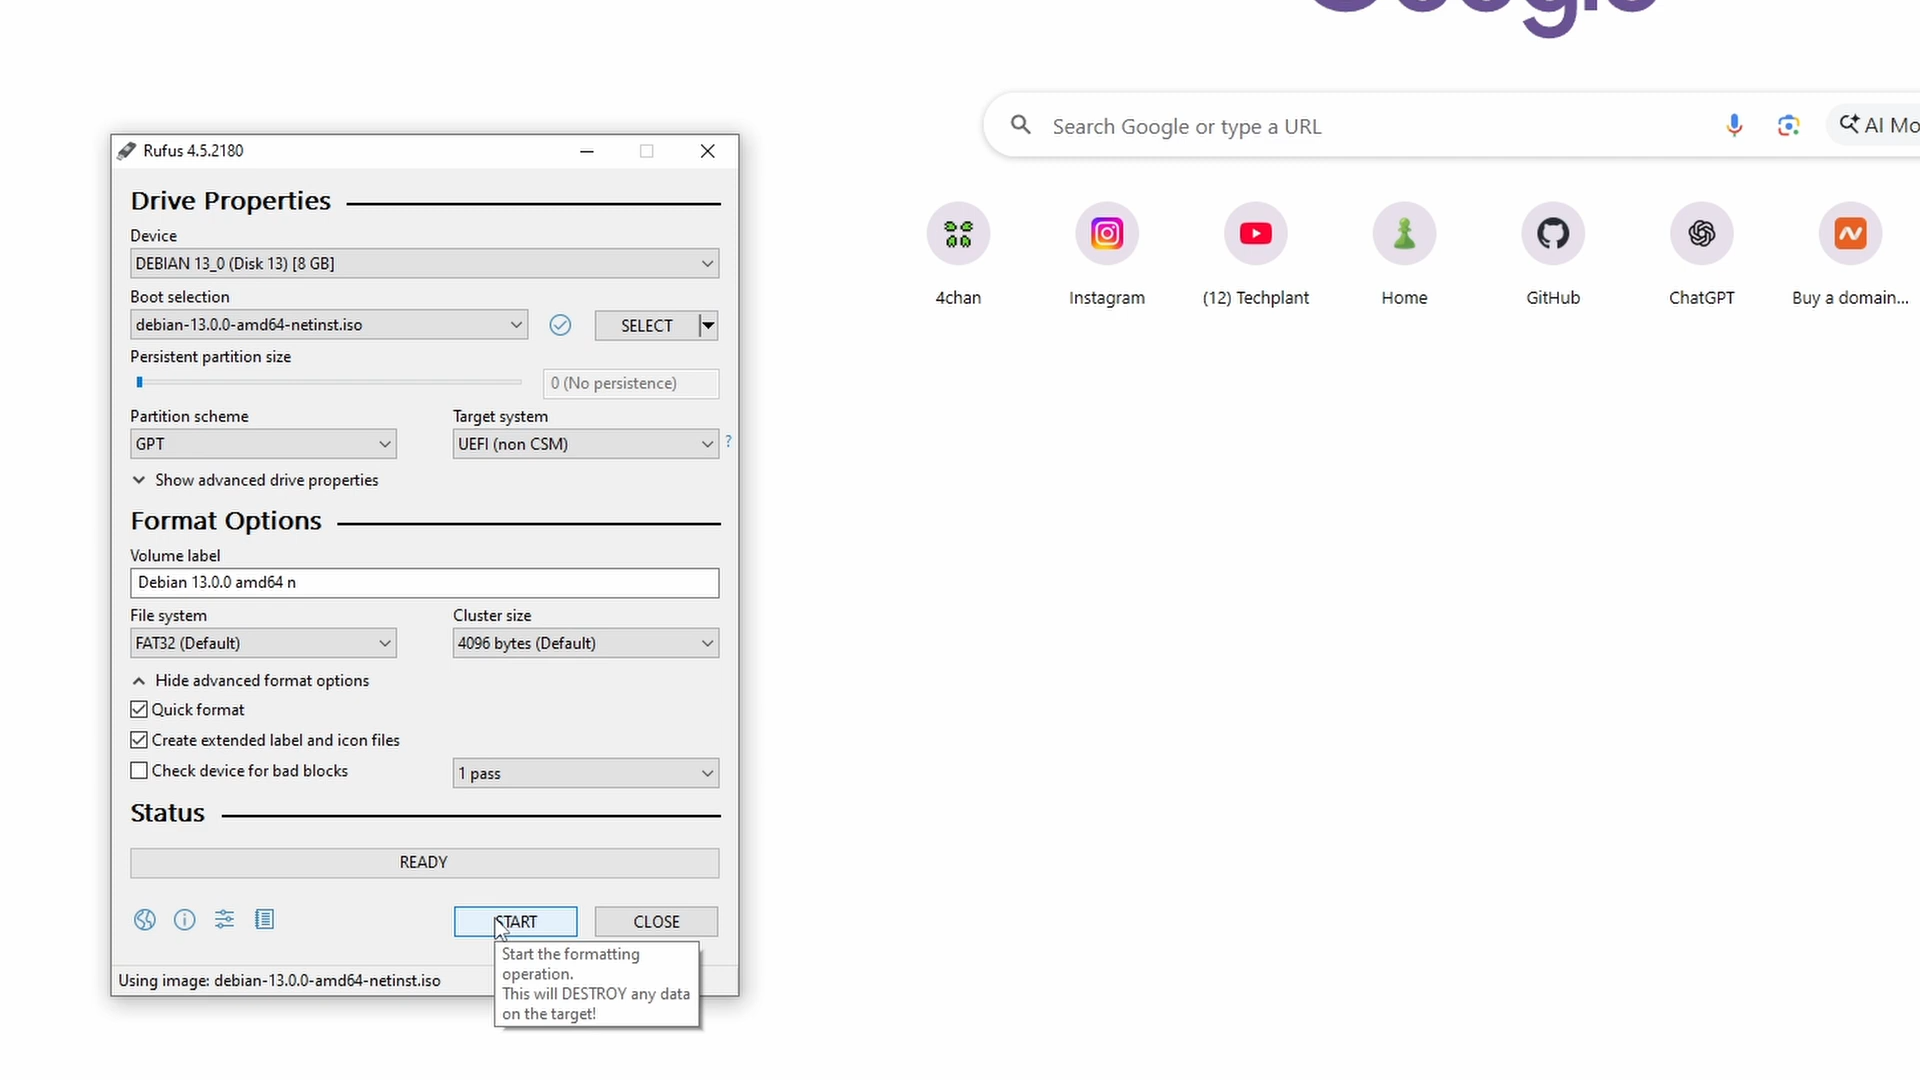 Google
Search Google or type a URL
AI Mo
4chan
Instagram
(12) Techplant
Home
GitHub
ChatGPT
Buy a domain...
Rufus 4.5.2180
Drive Properties
Device
DEBIAN 13_0 (Disk 13) [8 GB]
Boot selection
debian-13.0.0-amd64-netinst.iso
SELECT
Persistent partition size
0 (No persistence)
Partition scheme
Target system
GPT
UEFI (non CSM)
?
Show advanced drive properties
Format Options
Volume label
Debian 13.0.0 amd64 n
File system
Cluster size
FAT32 (Default)
4096 bytes (Default)
Hide advanced format options
Quick format
Create extended label and icon files
Check device for bad blocks
1 pass
Status
READY
START
CLOSE
Start the formatting
operation.
This will DESTROY any data
on the target!
Using image: debian-13.0.0-amd64-netinst.iso